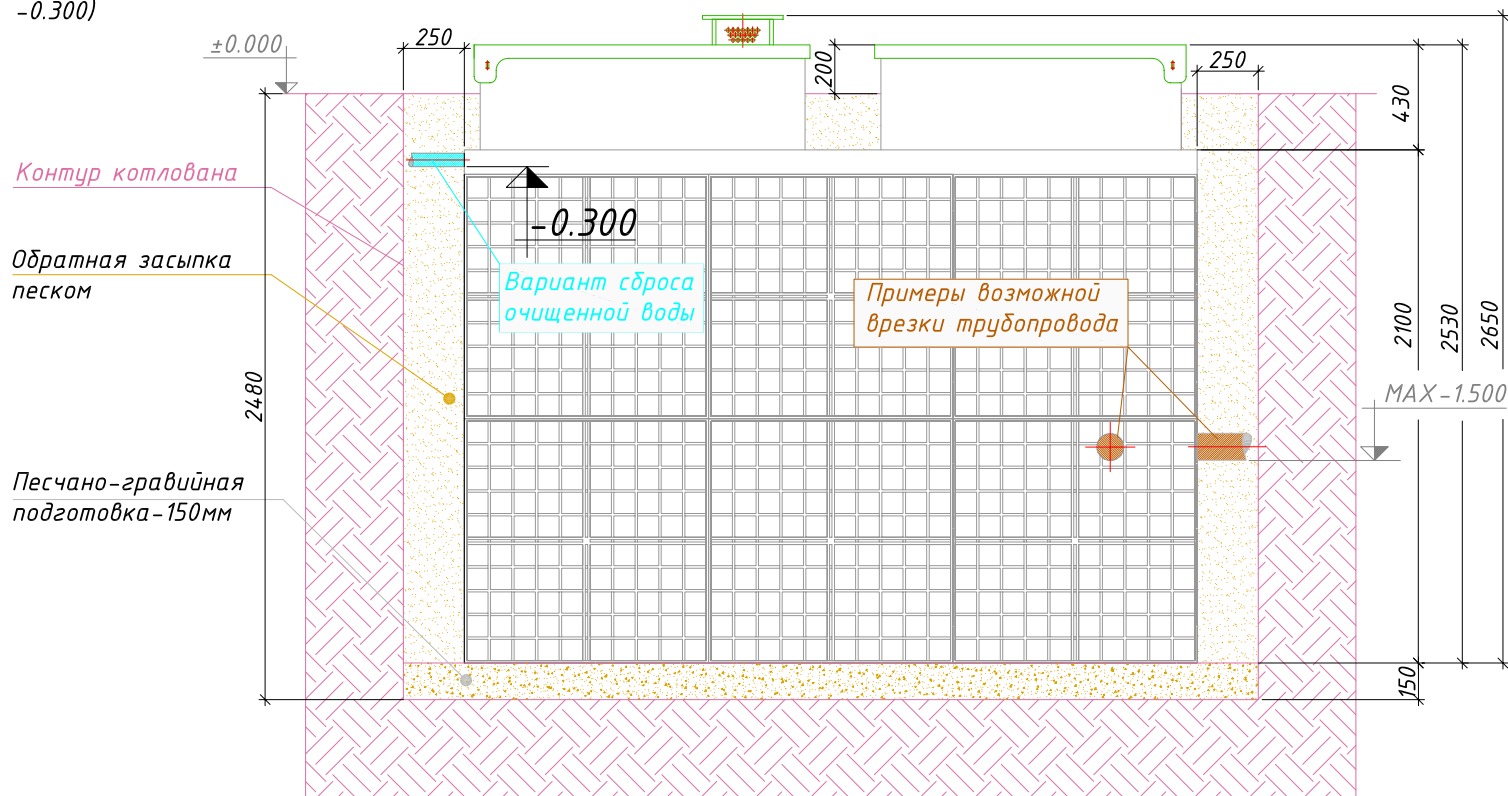 -0.300)
±0.000
250
200
250
430
Контур котлована
-0.300
Обратная засыпка
песком
Вариант сброса
очищенной воды
Примеры возможной
врезки трубопровода
2100
2530
2650
2480
MAX-1.500
Песчано-гравийная
подготовка-150мм
150